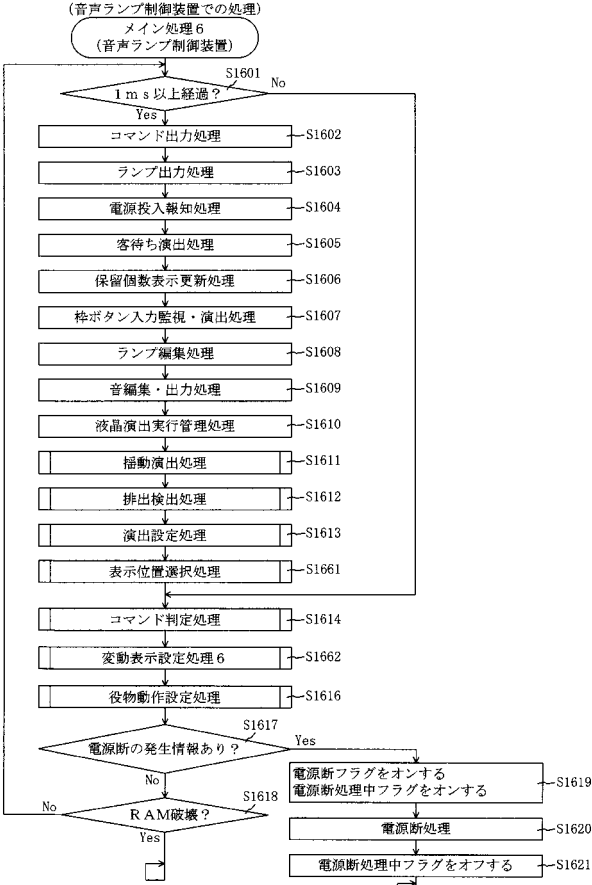 (音声ランプ制御装置での処理)
メイン処理6
(音声ランプ制御装置)
S1601
1ms以上経過?
No
Yes
コマンド出力処理
S1602
ランプ出力処理
S1603
電源投入報知処理
S1604
客待ち演出処理
S1605
保留個数表示更新処理
S1606
枠ボタン入力監視・演出処理
S1607
ランプ編集処理
S1608
音編集・出力処理
S1609
液晶演出実行管理処理
S1610
揺動演出処理
S1611
排出検出処理
S1612
演出設定処理
S1613
表示位置選択処理
S1661
コマンド判定処理
S1614
変動表示設定処理6
S1662
役物動作設定処理
S1616
S1617
電源断の発生情報あり?
Yes
No
電源断フラグをオンする
電源断処理中フラグをオンする
S1619
S1618
No
RAM破壊?
Yes
電源断処理
S1620
電源断処理中フラグをオフする
S1621